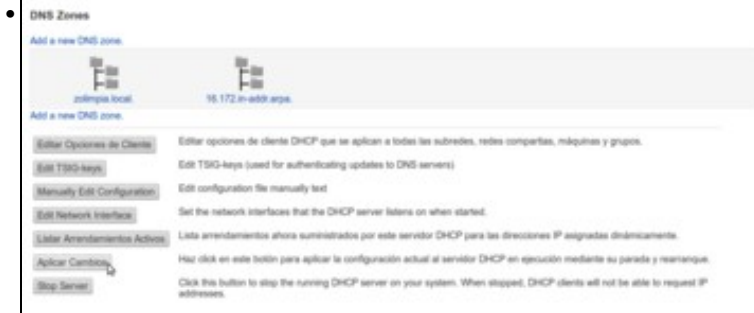 DNS Zones
Add a new DNS zone.
zolimpia.local.
16.172.in-addr.arpa.
Add a new DNS zone.
Editar Opciones de Cliente
Editar opciones de cliente DHCP que se aplican a todas las subredes, redes compartias, máquinas y grupos.
Edit TSIG-keys
Edit TSIG-keys (used for authenticating updates to DNS servers)
Manually Edit Configuration
Edit configuration file manually text
Edit Network Interface
Set the network interfaces that the DHCP server listens on when started.
Listar Arrendamientos Activos
Lista arrendamientos ahora suministrados por este servidor DHCP para las direcciones IP asignadas dinámicamente.
Aplicar Cambios
Haz click en este botón para aplicar la configuración actual al servidor DHCP en ejecución mediante su parada y rearranque.
Stop Server
Click this button to stop the running DHCP server on your system. When stopped, DHCP clients will not be able to request IP
addresses.